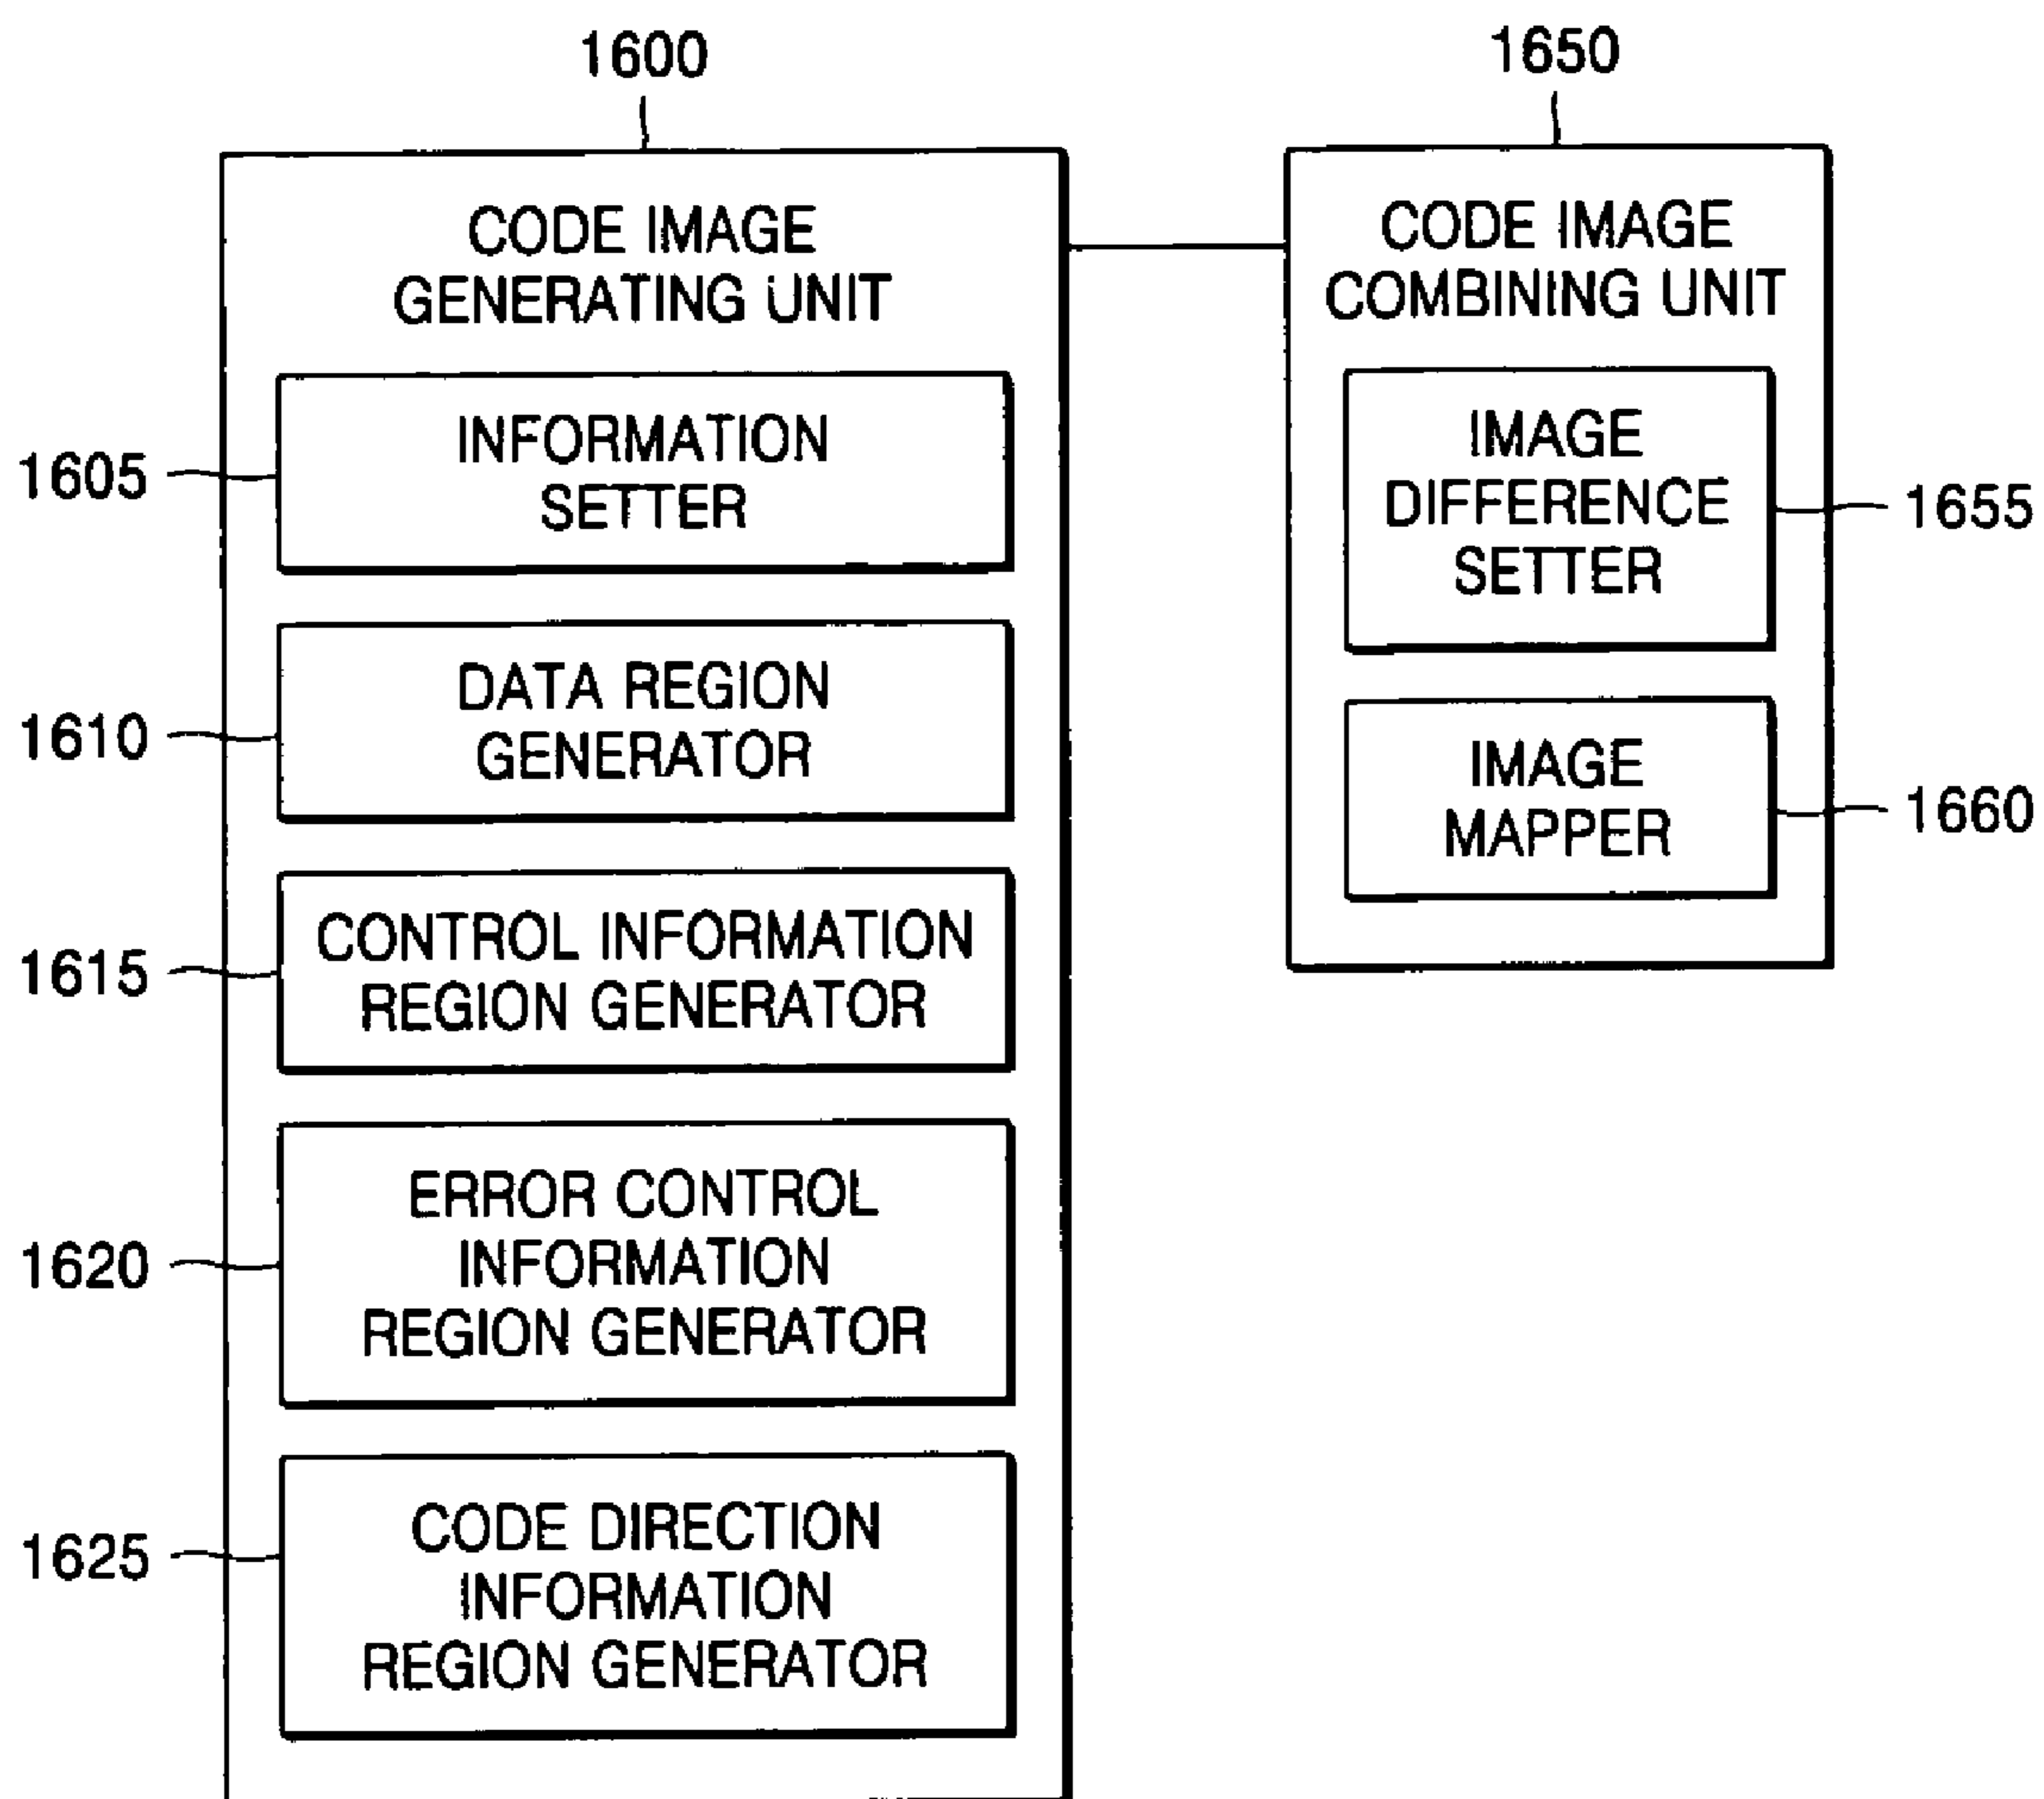 1600
CODE IMAGE
GENERATING UNIT
1605
INFORMATION
SETTER
1610
DATA REGION
GENERATOR
1615
CONTROL INFORMATION
REGION GENERATOR
1620
ERROR CONTROL
INFORMATION
REGION GENERATOR
1625
CODE DIRECTION
INFORMATION
REGION GENERATOR
1650
CODE IMAGE
COMBINING UNIT
IMAGE
DIFFERENCE
SETTER
1655
IMAGE
MAPPER
1660